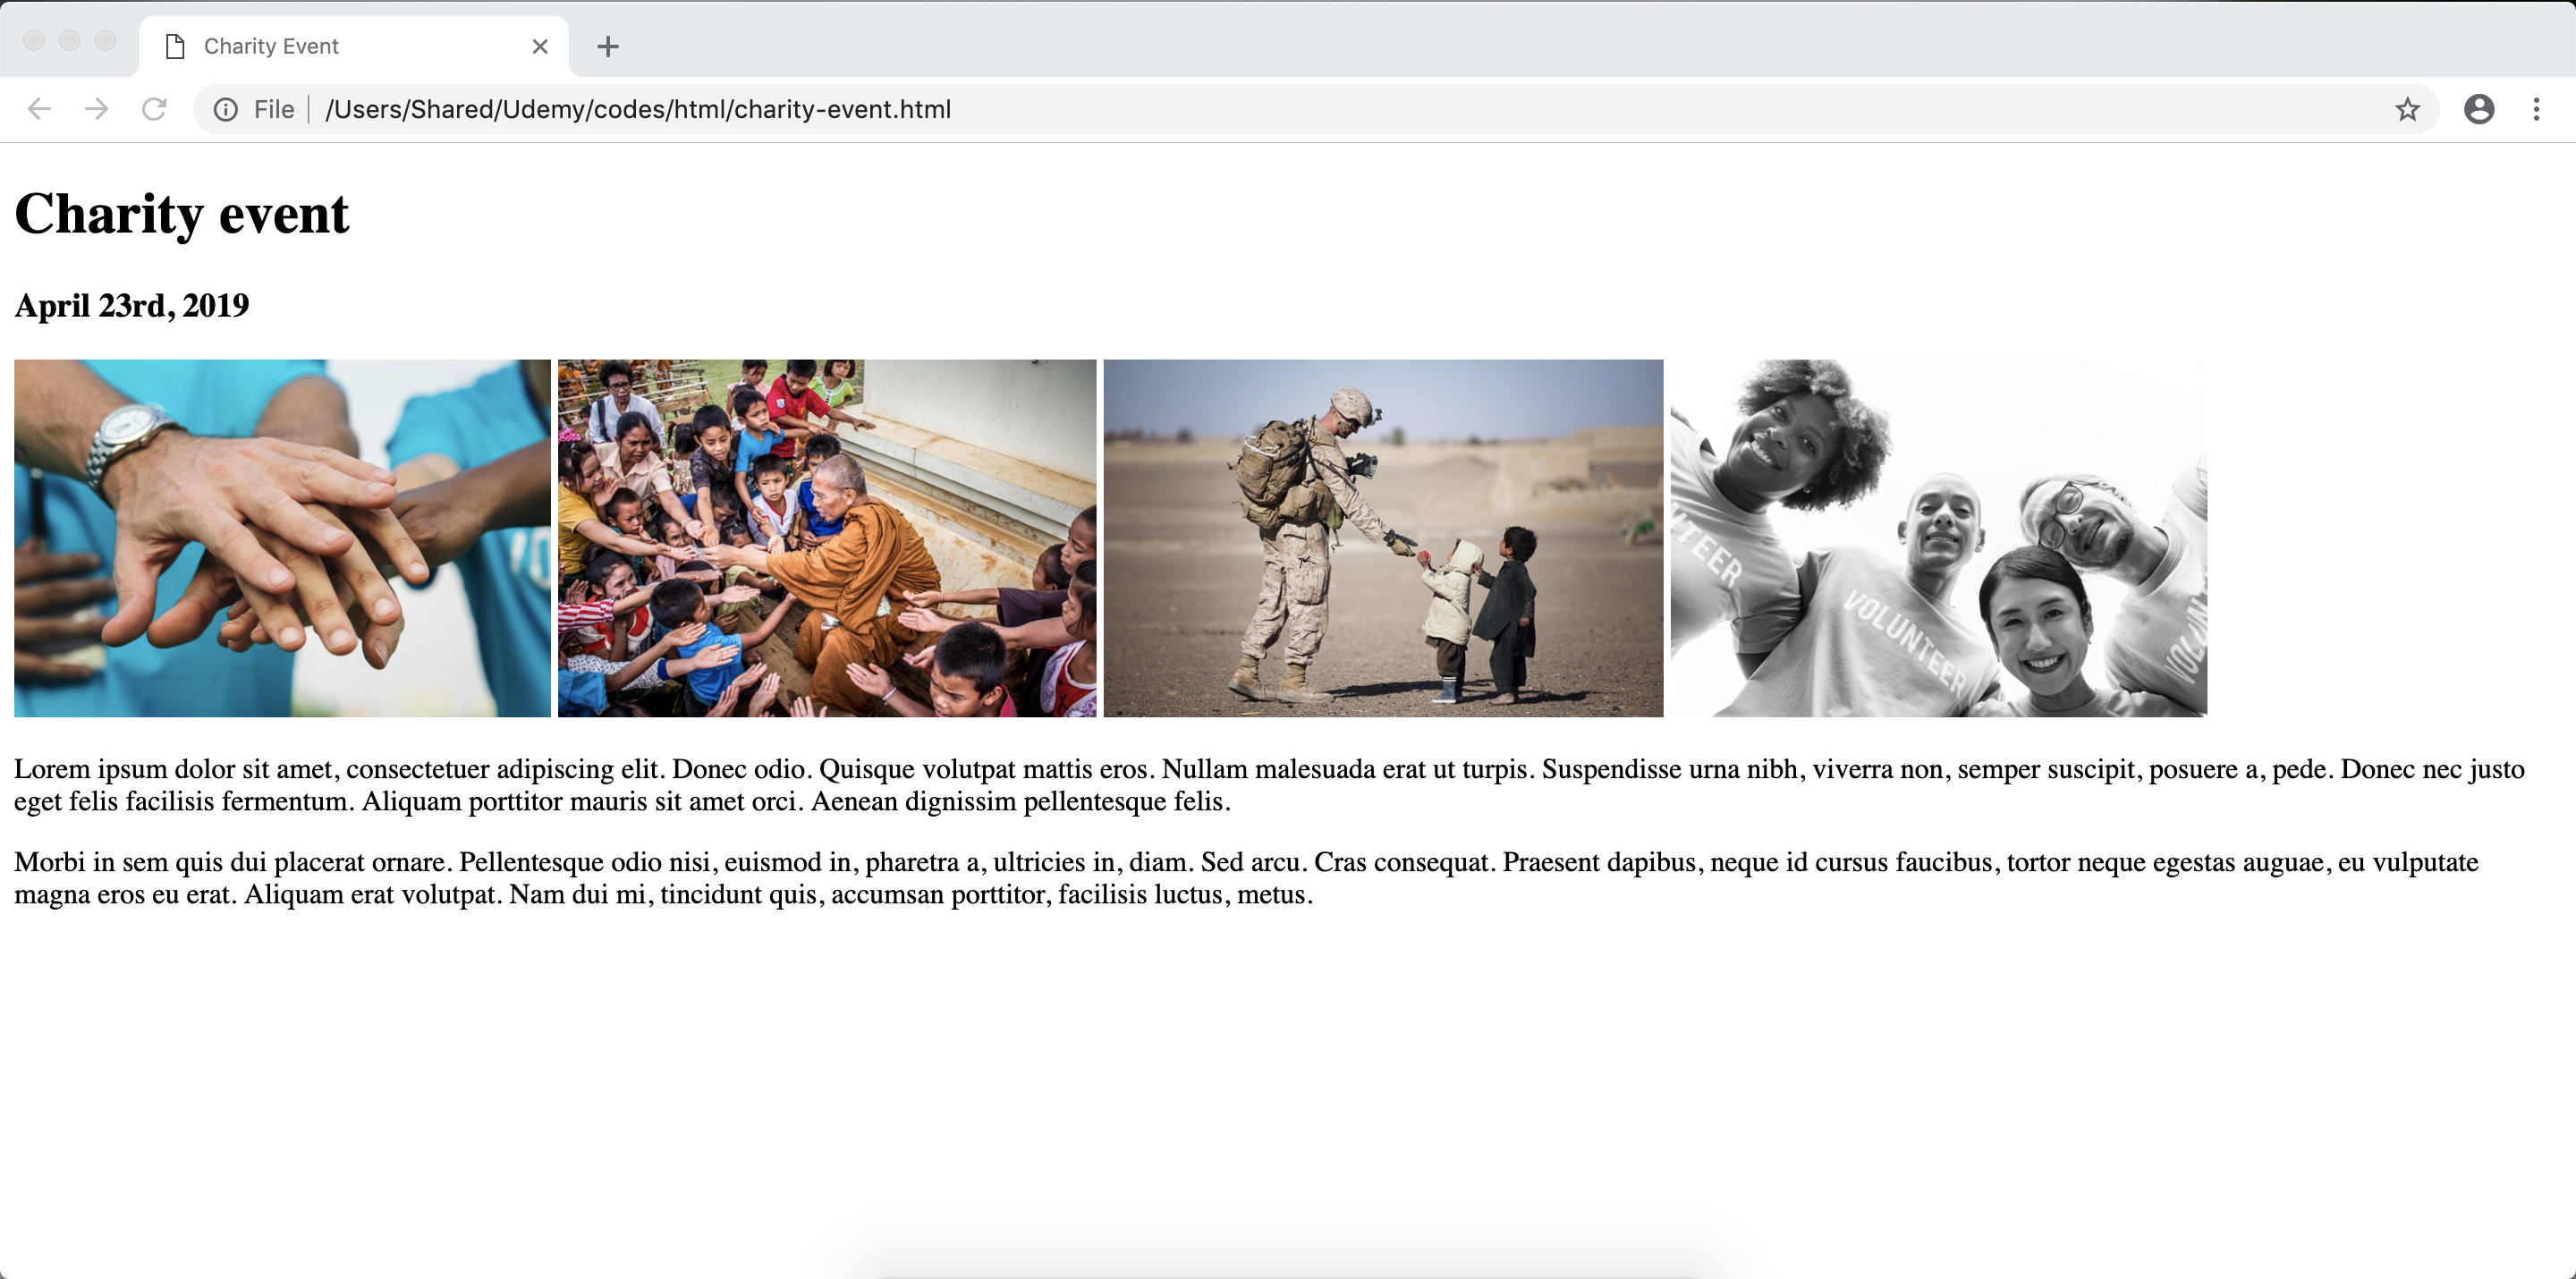 Charity Event
File /Users/Shared/Udemy/codes/html/charity-event.html
Charity event
April 23rd, 2019
TEER
VOLUNTEER
Lorem ipsum dolor sit amet, consectetuer adipiscing elit. Donec odio. Quisque volutpat mattis eros. Nullam malesuada erat ut turpis. Suspendisse urna nibh, viverra non, semper suscipit, posuere a, pede. Donec nec justo
eget felis facilisis fermentum. Aliquam porttitor mauris sit amet orci. Aenean dignissim pellentesque felis.
Morbi in sem quis dui placerat ornare. Pellentesque odio nisi, euismod in, pharetra a, ultricies in, diam. Sed arcu. Cras consequat. Praesent dapibus, neque id cursus faucibus, tortor neque egestas auguae, eu vulputate
magna eros eu erat. Aliquam erat volutpat. Nam dui mi, tincidunt quis, accumsan porttitor, facilisis luctus, metus.